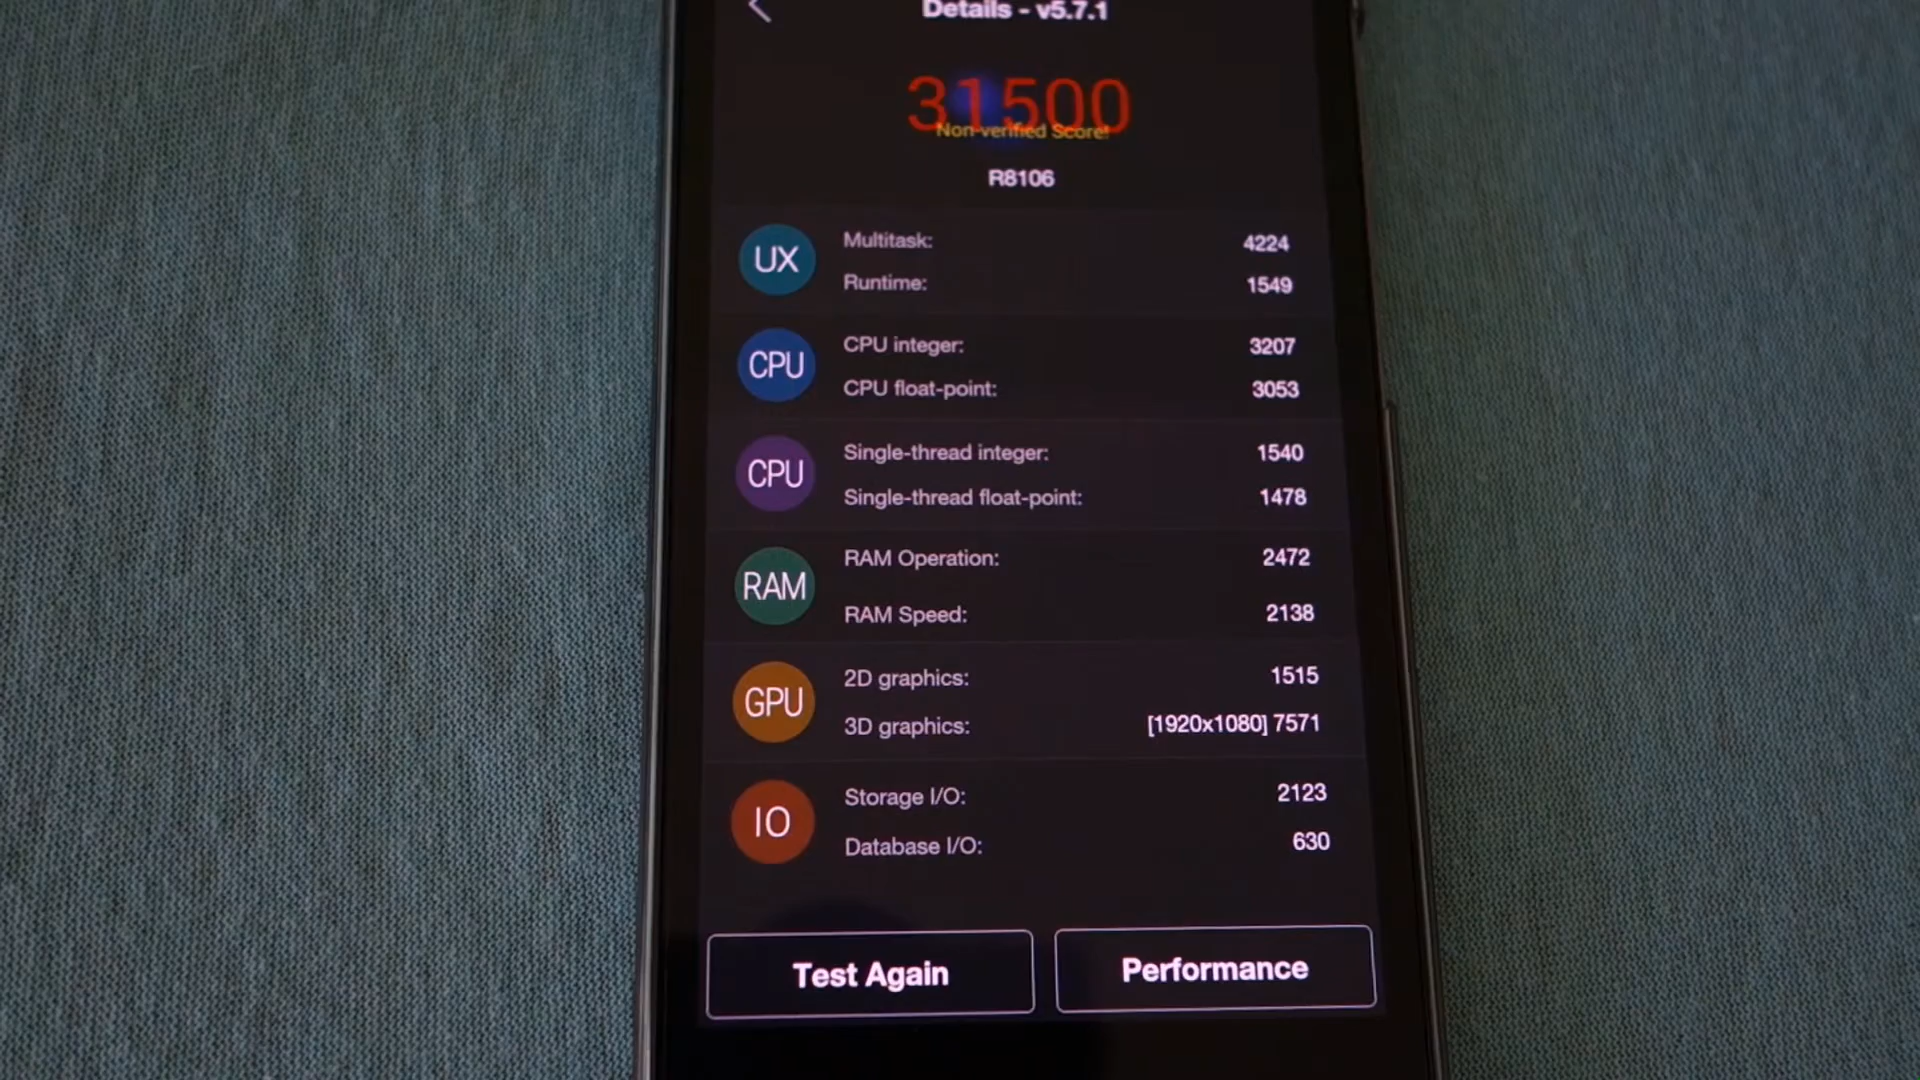 Details - v5.7.1
31500
Non-verified Score!
R8106
UX
Multitask: 4224
Runtime: 1549
CPU
CPU integer: 3207
CPU float-point: 3053
CPU
Single-thread integer: 1540
Single-thread float-point: 1478
RAM
RAM Operation: 2472
RAM Speed: 2138
GPU
2D graphics: 1515
3D graphics: [1920x1080] 7571
IO
Storage I/O: 2123
Database I/O: 630
Test Again
Performance